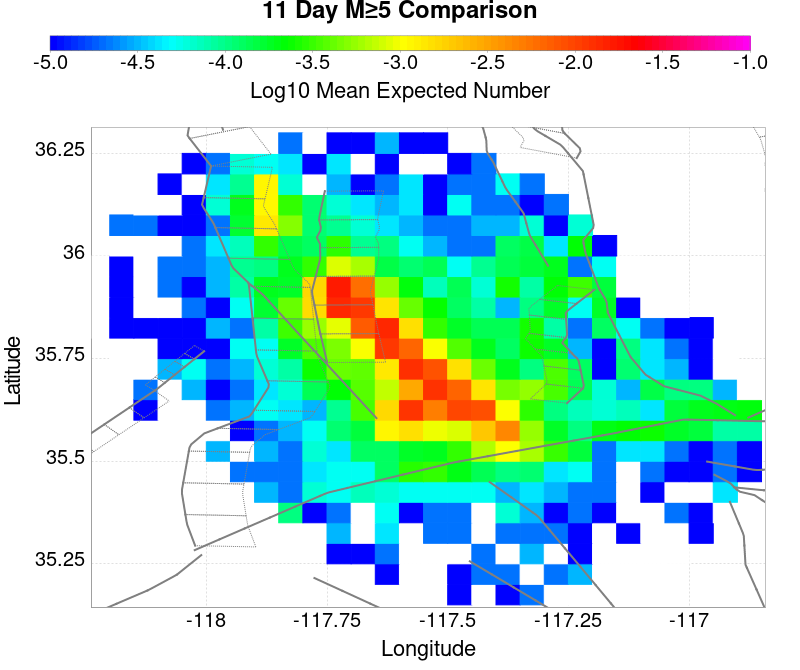 11 Day M≥5 Comparison
-5.0 -4.5 -4.0 -3.5 -3.0 -2.5 -2.0 -1.5 -1.0
Log10 Mean Expected Number
36.25
36
35.75
35.5
35.25
Latitude
-118 -117.75 -117.5 -117.25 -117
Longitude